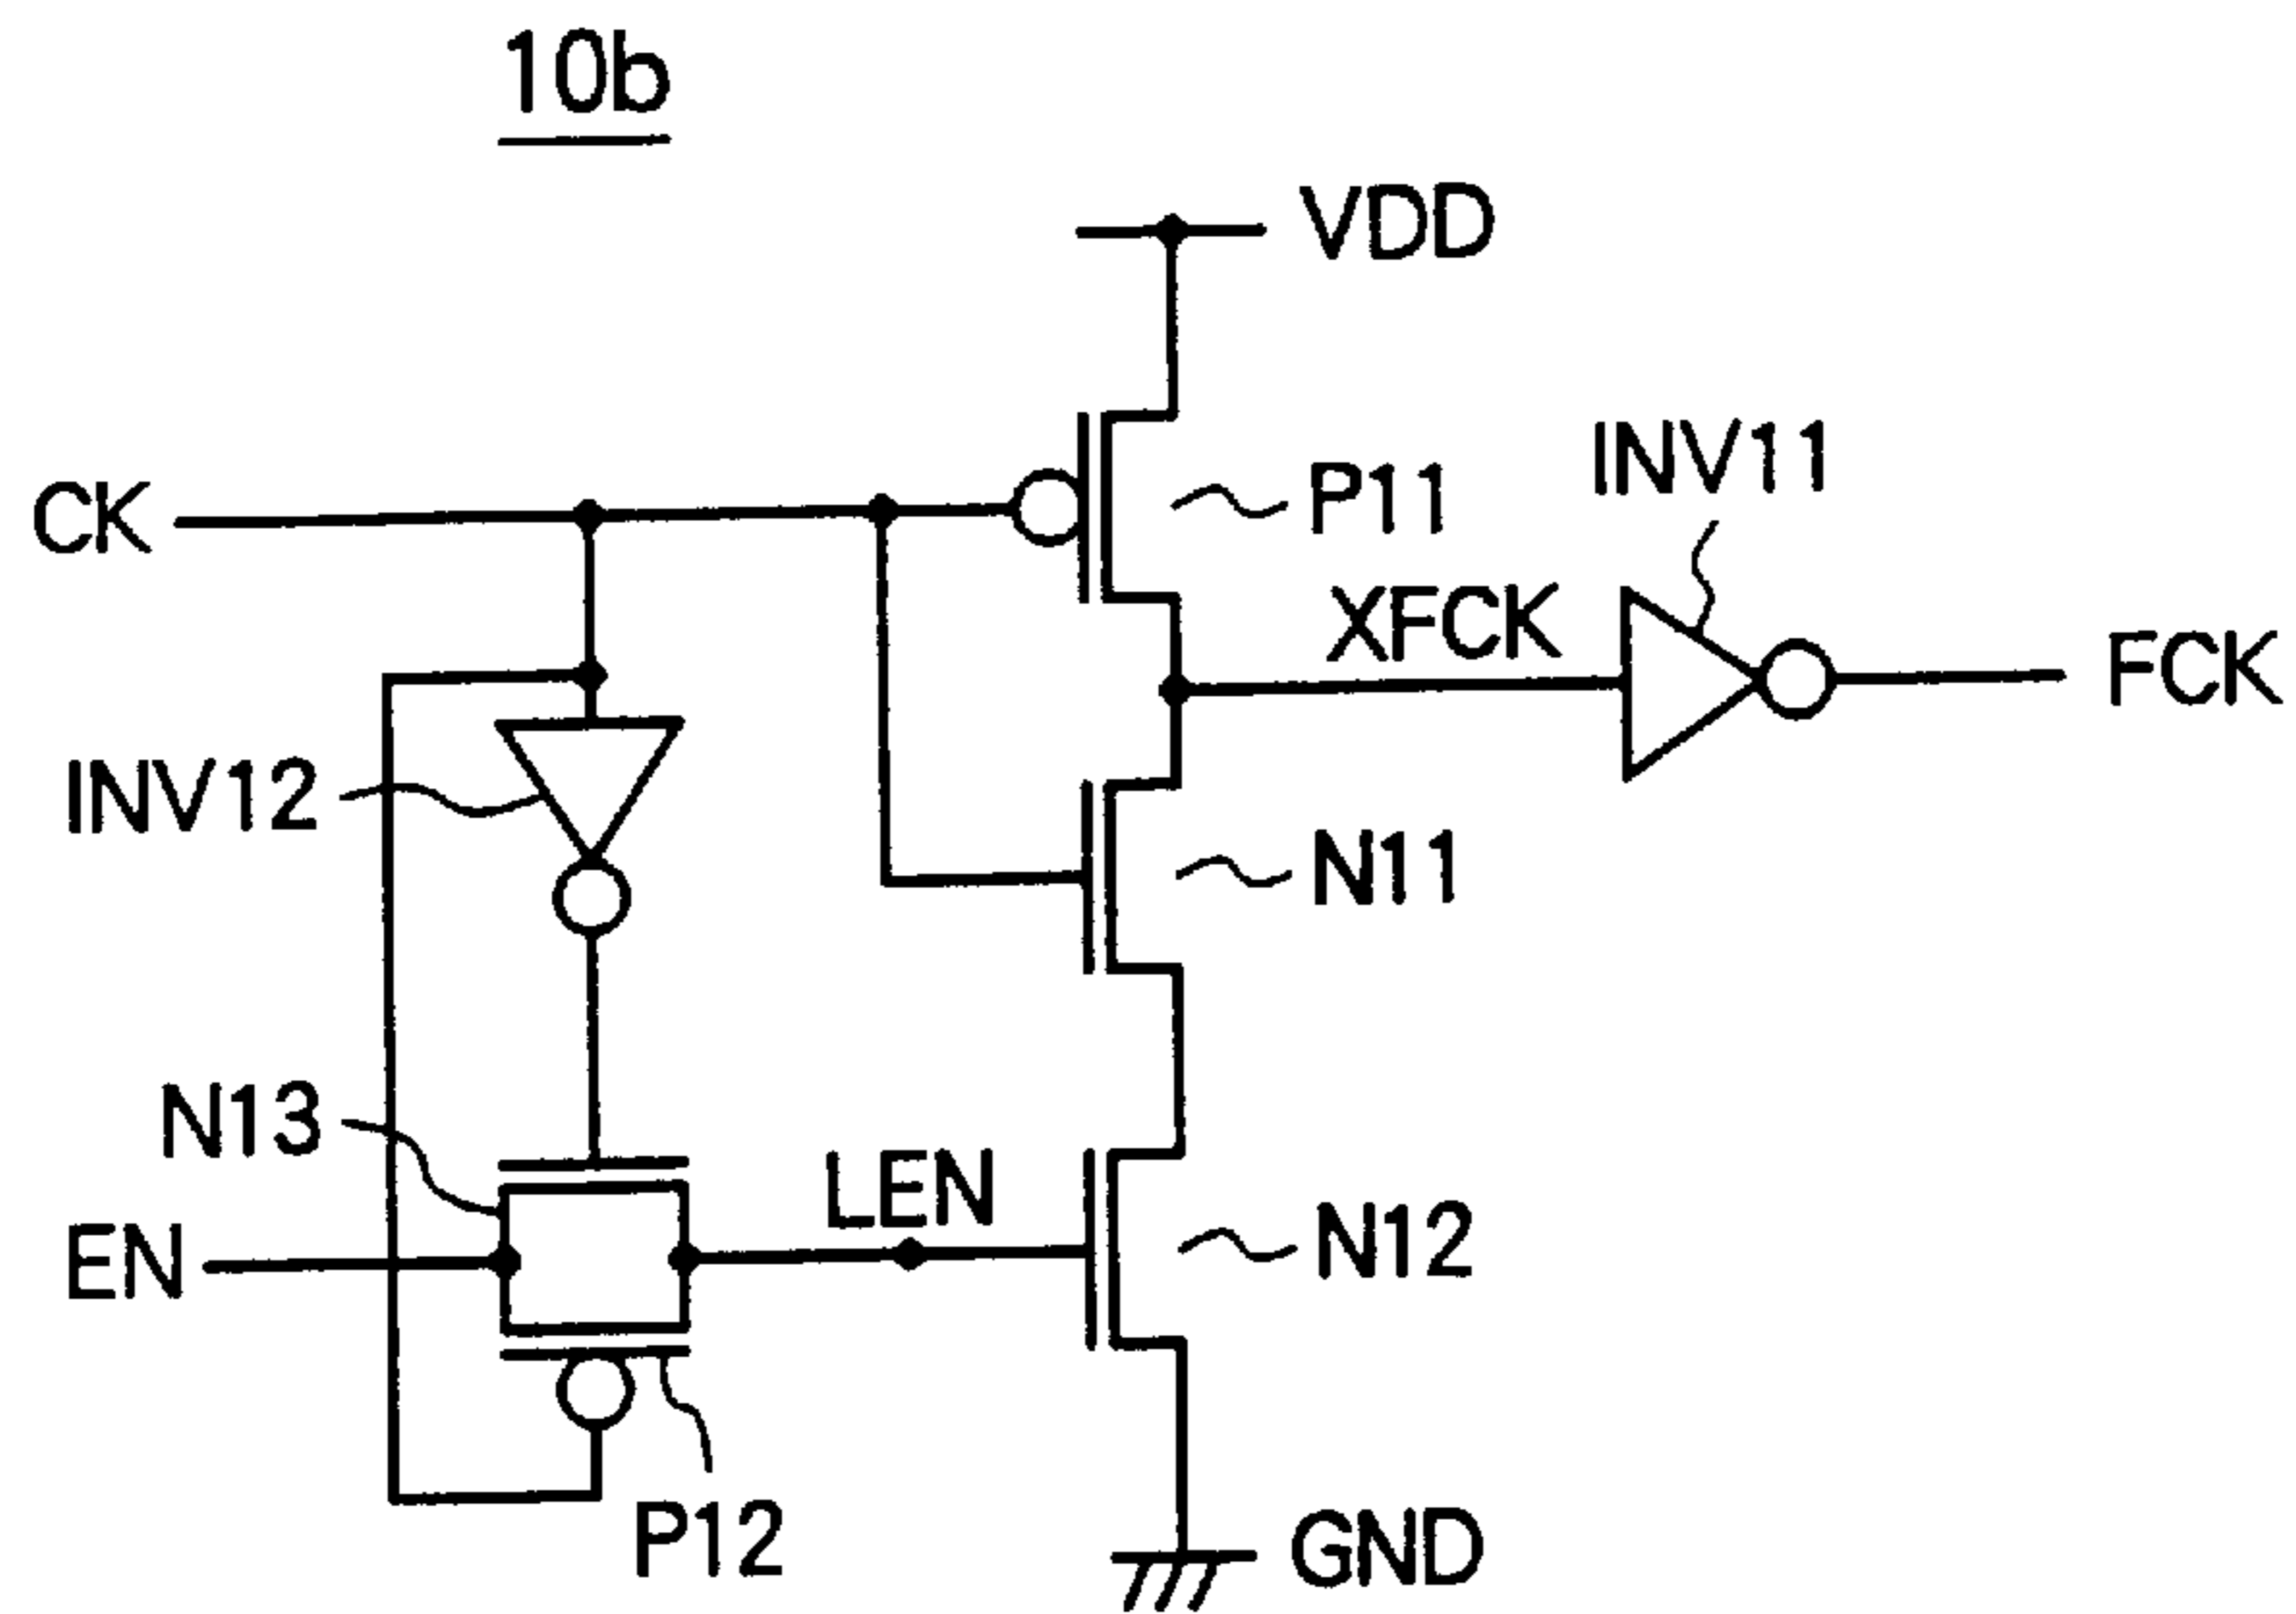 10b
VDD
CK
P11
INV11
XFCK
FCK
INV12
N11
N13
LEN
EN
N12
P12
GND